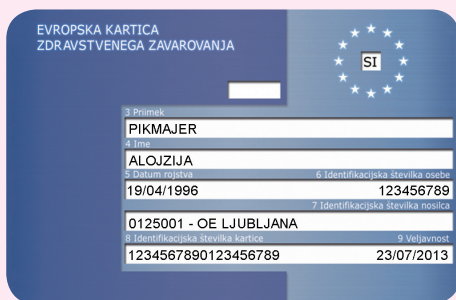 EVROPSKA KARTICA
ZDRAVSTVENEGA ZAVAROVANJA
SI
3 Priimek
PIKMAJER
4 Ime
ALOJZIJA
5 Datum rojstva 6 Identifikacijska številka osebe
19/04/1996 123456789
7 Identifikacijska številka nosilca
0125001 - OE LJUBLJANA
8 Identifikacijska številka kartice 9 Veljavnost
1234567890123456789 23/07/2013